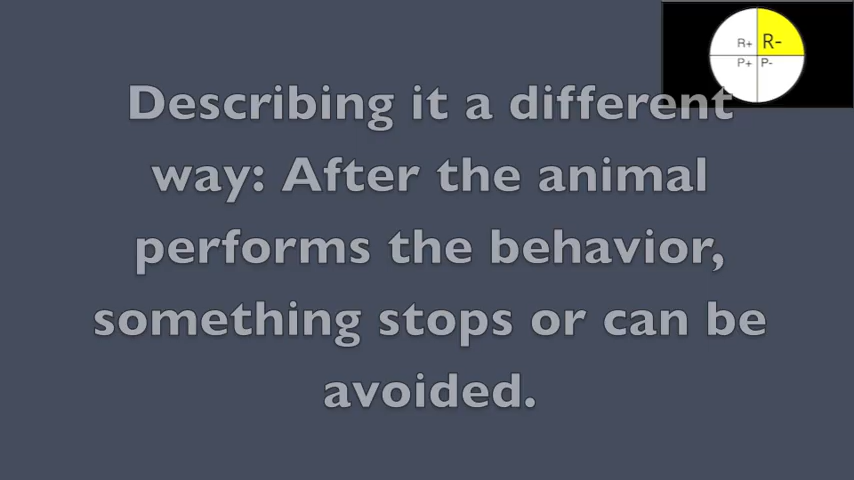 R+ R-
P+ P-
Describing it a different
way: After the animal
performs the behavior,
something stops or can be
avoided.